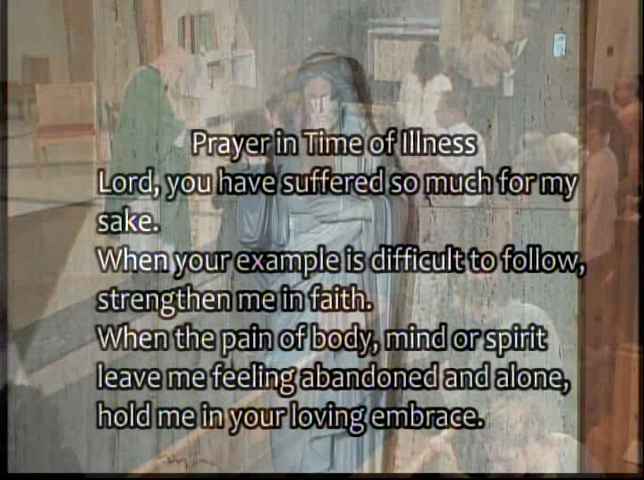 Prayer in Time of Illness
Lord, you have suffered so much for my
sake.
When your example is difficult to follow,
strengthen me in faith.
When the pain of body, mind or spirit
leave me feeling abandoned and alone,
hold me in your loving embrace.